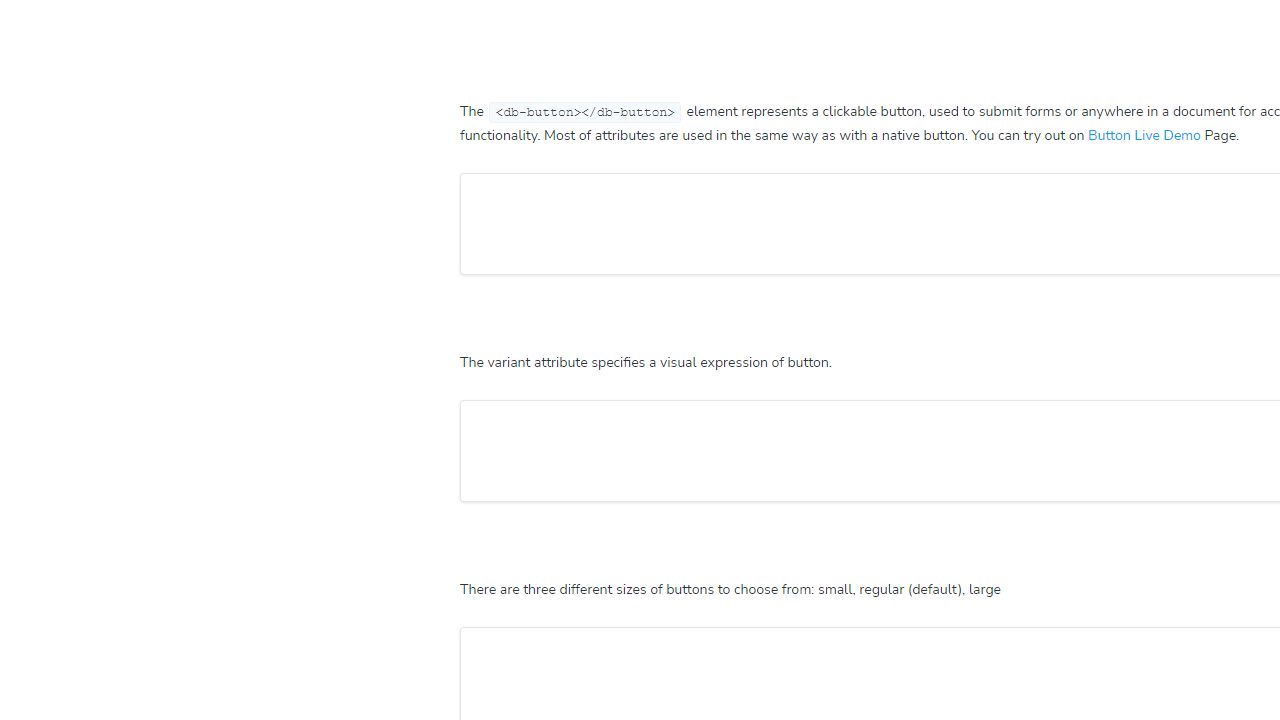 The <db-button></db-button> element represents a clickable button, used to submit forms or anywhere in a document for acc
functionality. Most of attributes are used in the same way as with a native button. You can try out on Button Live Demo Page.
The variant attribute specifies a visual expression of button.
There are three different sizes of buttons to choose from: small, regular (default), large